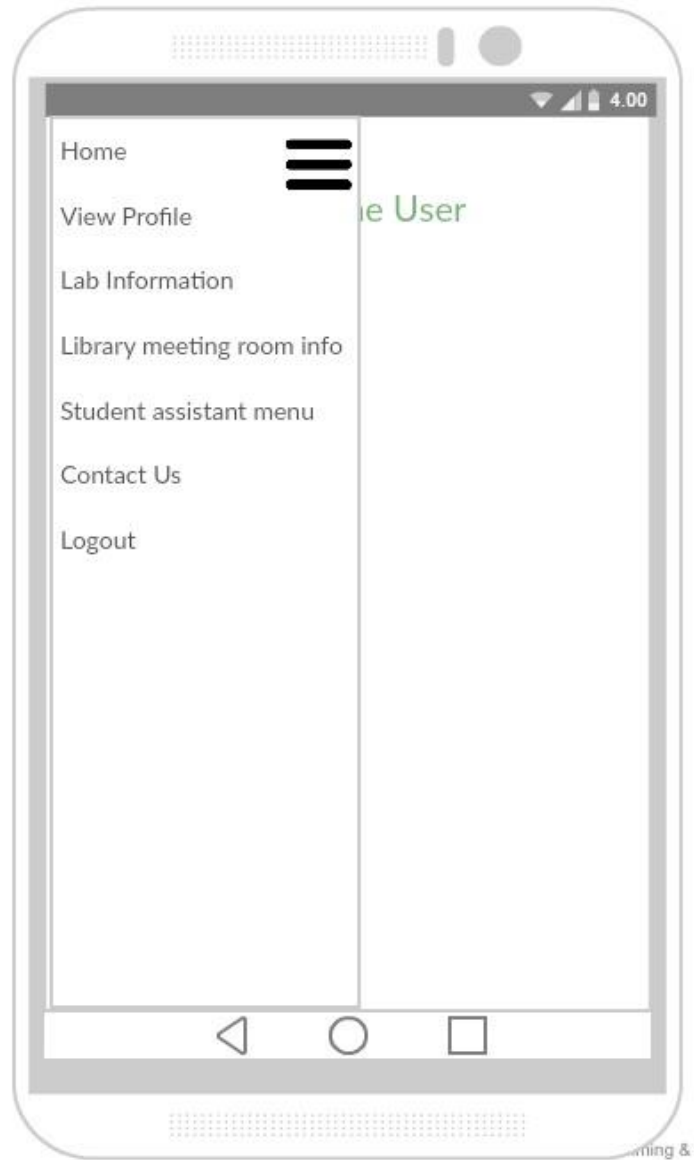 4.00
Home
View Profile
User
Lab Information
Library meeting room info
Student assistant menu
Contact Us
Logout
&